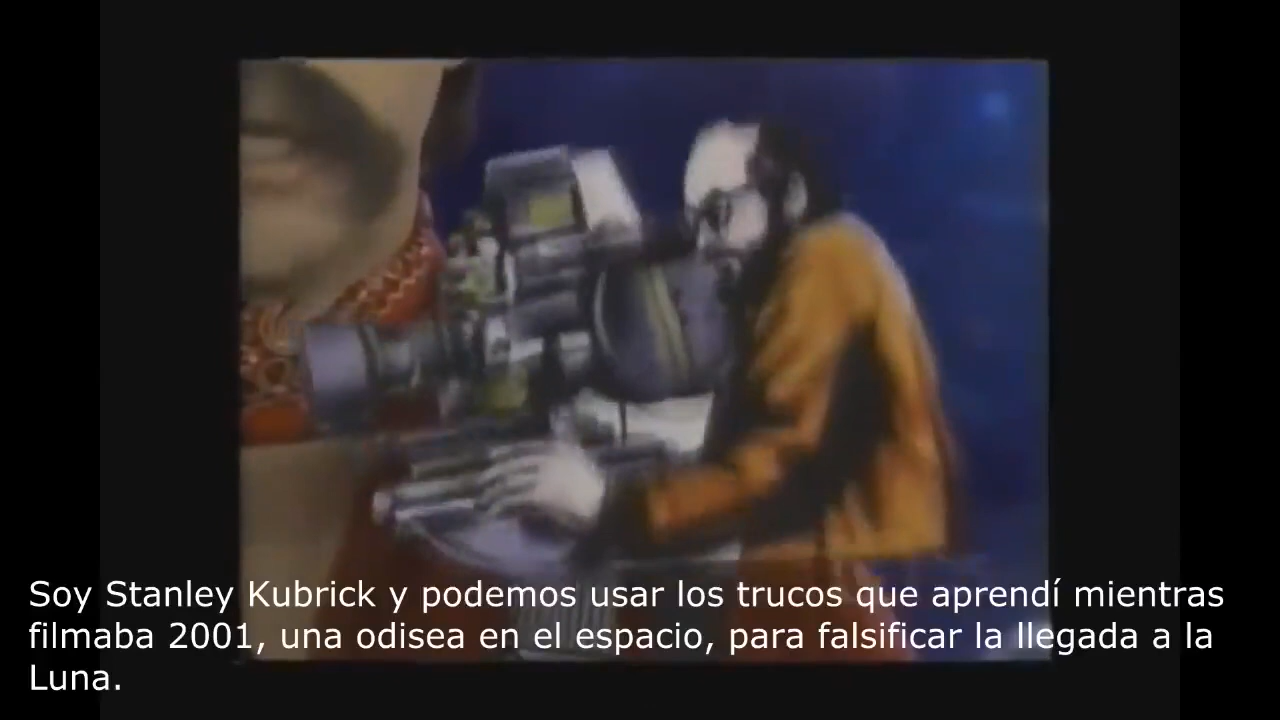 Soy Stanley Kubrick y podemos usar los trucos que aprendí mientras
filmaba 2001, una odisea en el espacio, para falsificar la llegada a la
Luna.